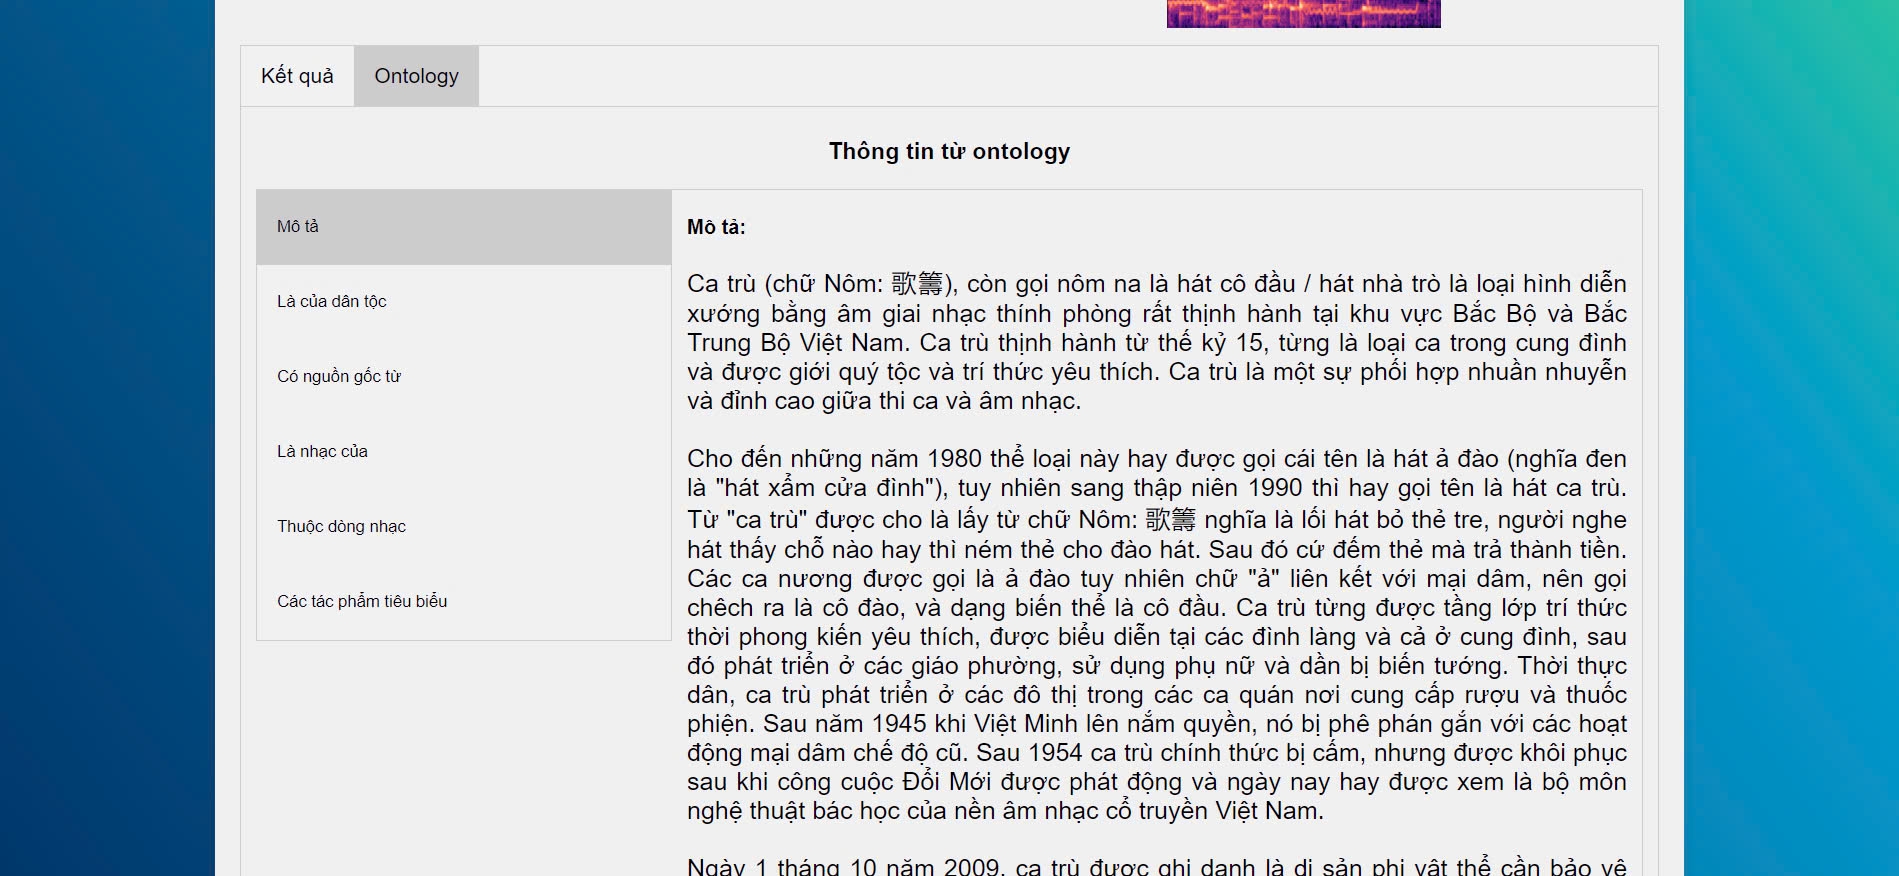 Kết quả
Ontology
Thông tin từ ontology
Mô tả
Là của dân tộc
Có nguồn gốc từ
Là nhạc của
Thuộc dòng nhạc
Các tác phẩm tiêu biểu
Mô tả:
Ca trù (chữ Nôm: 歌籌), còn gọi nôm na là hát cô đầu / hát nhà trò là loại hình diễn
xướng bằng âm giai nhạc thính phòng rất thịnh hành tại khu vực Bắc Bộ và Bắc
Trung Bộ Việt Nam. Ca trù thịnh hành từ thế kỷ 15, từng là loại ca trong cung đình
và được giới quý tộc và trí thức yêu thích. Ca trù là một sự phối hợp nhuần nhuyễn
và đỉnh cao giữa thi ca và âm nhạc.
Cho đến những năm 1980 thể loại này hay được gọi cái tên là hát ả đào (nghĩa đen
là "hát xẩm cửa đình"), tuy nhiên sang thập niên 1990 thì hay gọi tên là hát ca trù.
Từ "ca trù" được cho là lấy từ chữ Nôm: 歌籌 nghĩa là lối hát bỏ thẻ tre, người nghe
hát thấy chỗ nào hay thì ném thẻ cho đào hát. Sau đó cứ đếm thẻ mà trả thành tiền.
Các ca nương được gọi là ả đào tuy nhiên chữ "ả" liên kết với mại dâm, nên gọi
chêch ra là cô đào, và dạng biến thể là cô đầu. Ca trù từng được tầng lớp trí thức
thời phong kiến yêu thích, được biểu diễn tại các đình làng và cả ở cung đình, sau
đó phát triển ở các giáo phường, sử dụng phụ nữ và dần bị biến tướng. Thời thực
dân, ca trù phát triển ở các đô thị trong các ca quán nơi cung cấp rượu và thuốc
phiện. Sau năm 1945 khi Việt Minh lên nắm quyền, nó bị phê phán gắn với các hoạt
động mại dâm chế độ cũ. Sau 1954 ca trù chính thức bị cấm, nhưng được khôi phục
sau khi công cuộc Đổi Mới được phát động và ngày nay hay được xem là bộ môn
nghệ thuật bác học của nền âm nhạc cổ truyền Việt Nam.
Ngày 1 tháng 10 năm 2009, ca trù được ghi danh là di sản phi vật thể cần bảo vệ